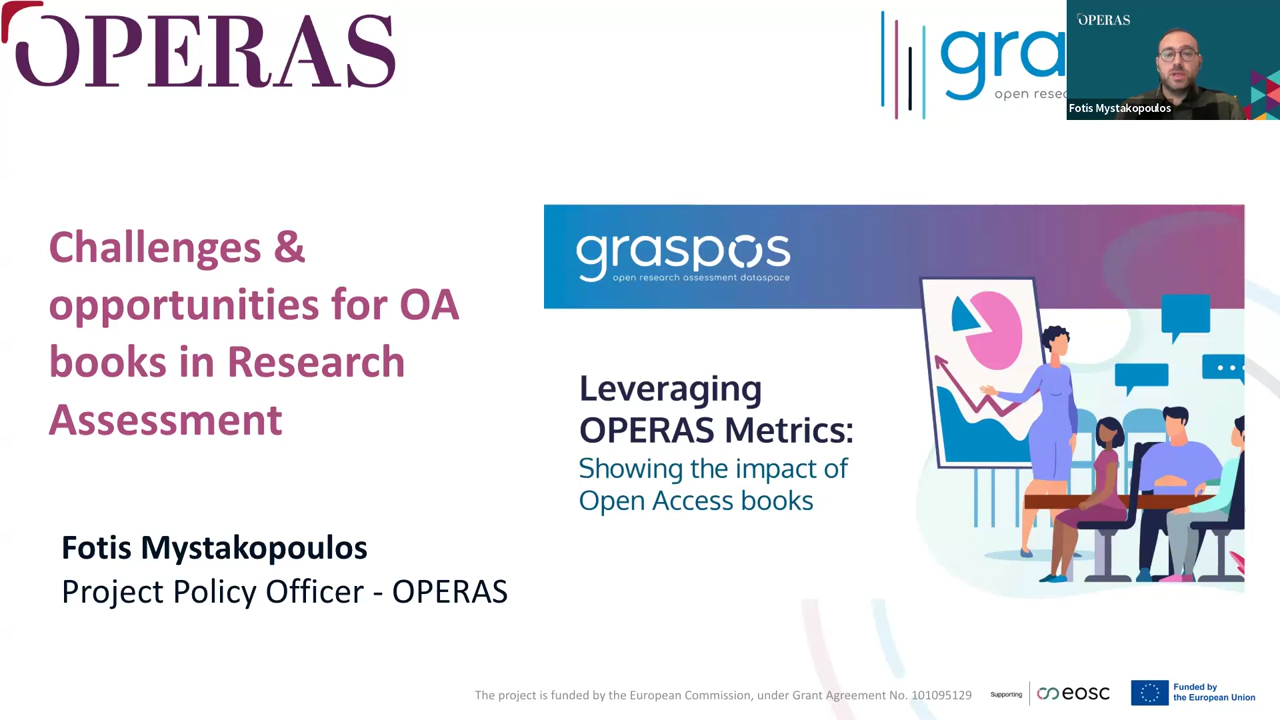 OPERAS
gra
open resea
OPERAS
Fotis Mystakopoulos
Challenges &
opportunities for OA
books in Research
Assessment
Fotis Mystakopoulos
Project Policy Officer - OPERAS
graspos
open research assessment dataspace
Leveraging
OPERAS Metrics:
Showing the impact of
Open Access books
The project is funded by the European Commission, under Grant Agreement No. 101095129
Supporting
eosc
Funded by
the European Union